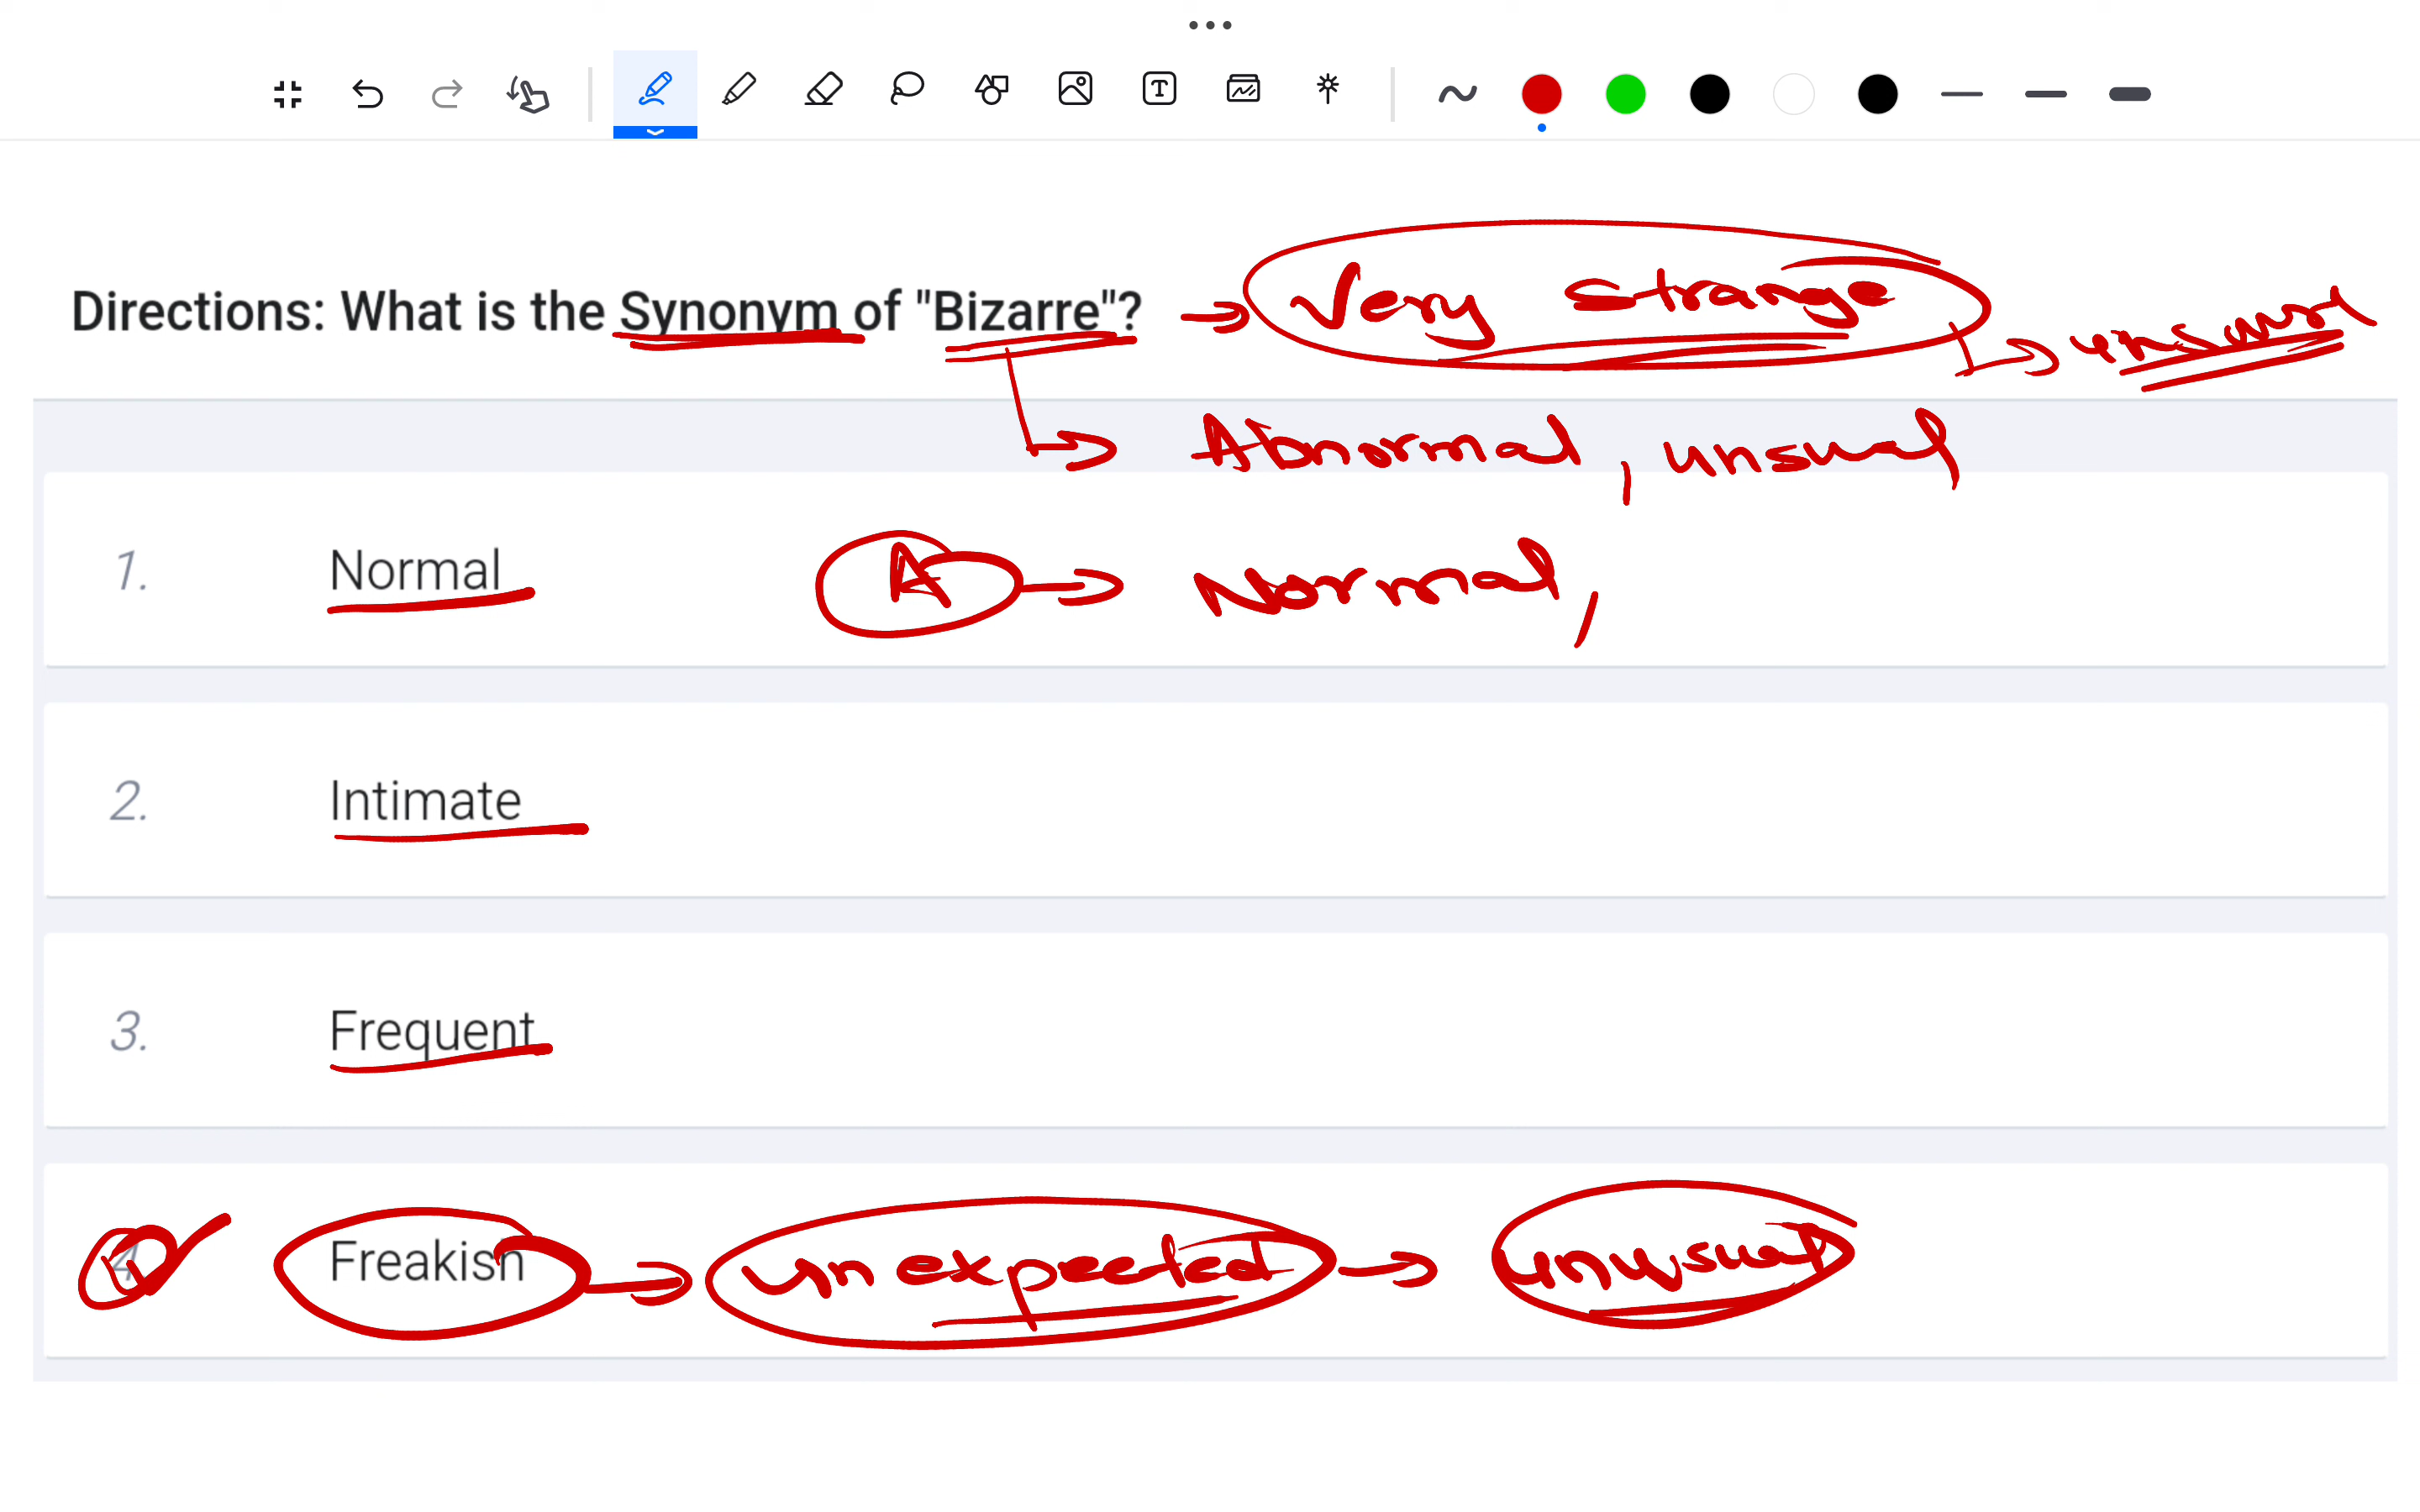 Directions: What is the Synonym of "Bizarre"? Very strange unusual
Abnormal, unsual
1. Normal A Normal,
2. Intimate
3. Frequent
4. Freakish unexpected unusual